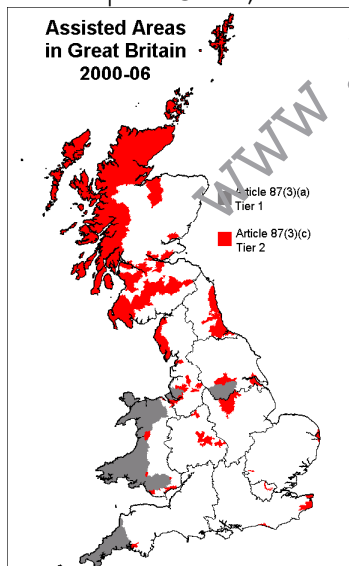 Assisted Areas
in Great Britain
2000-06
www
Article 87(3)(a)
Tier 1
Article 87(3)(c)
Tier 2